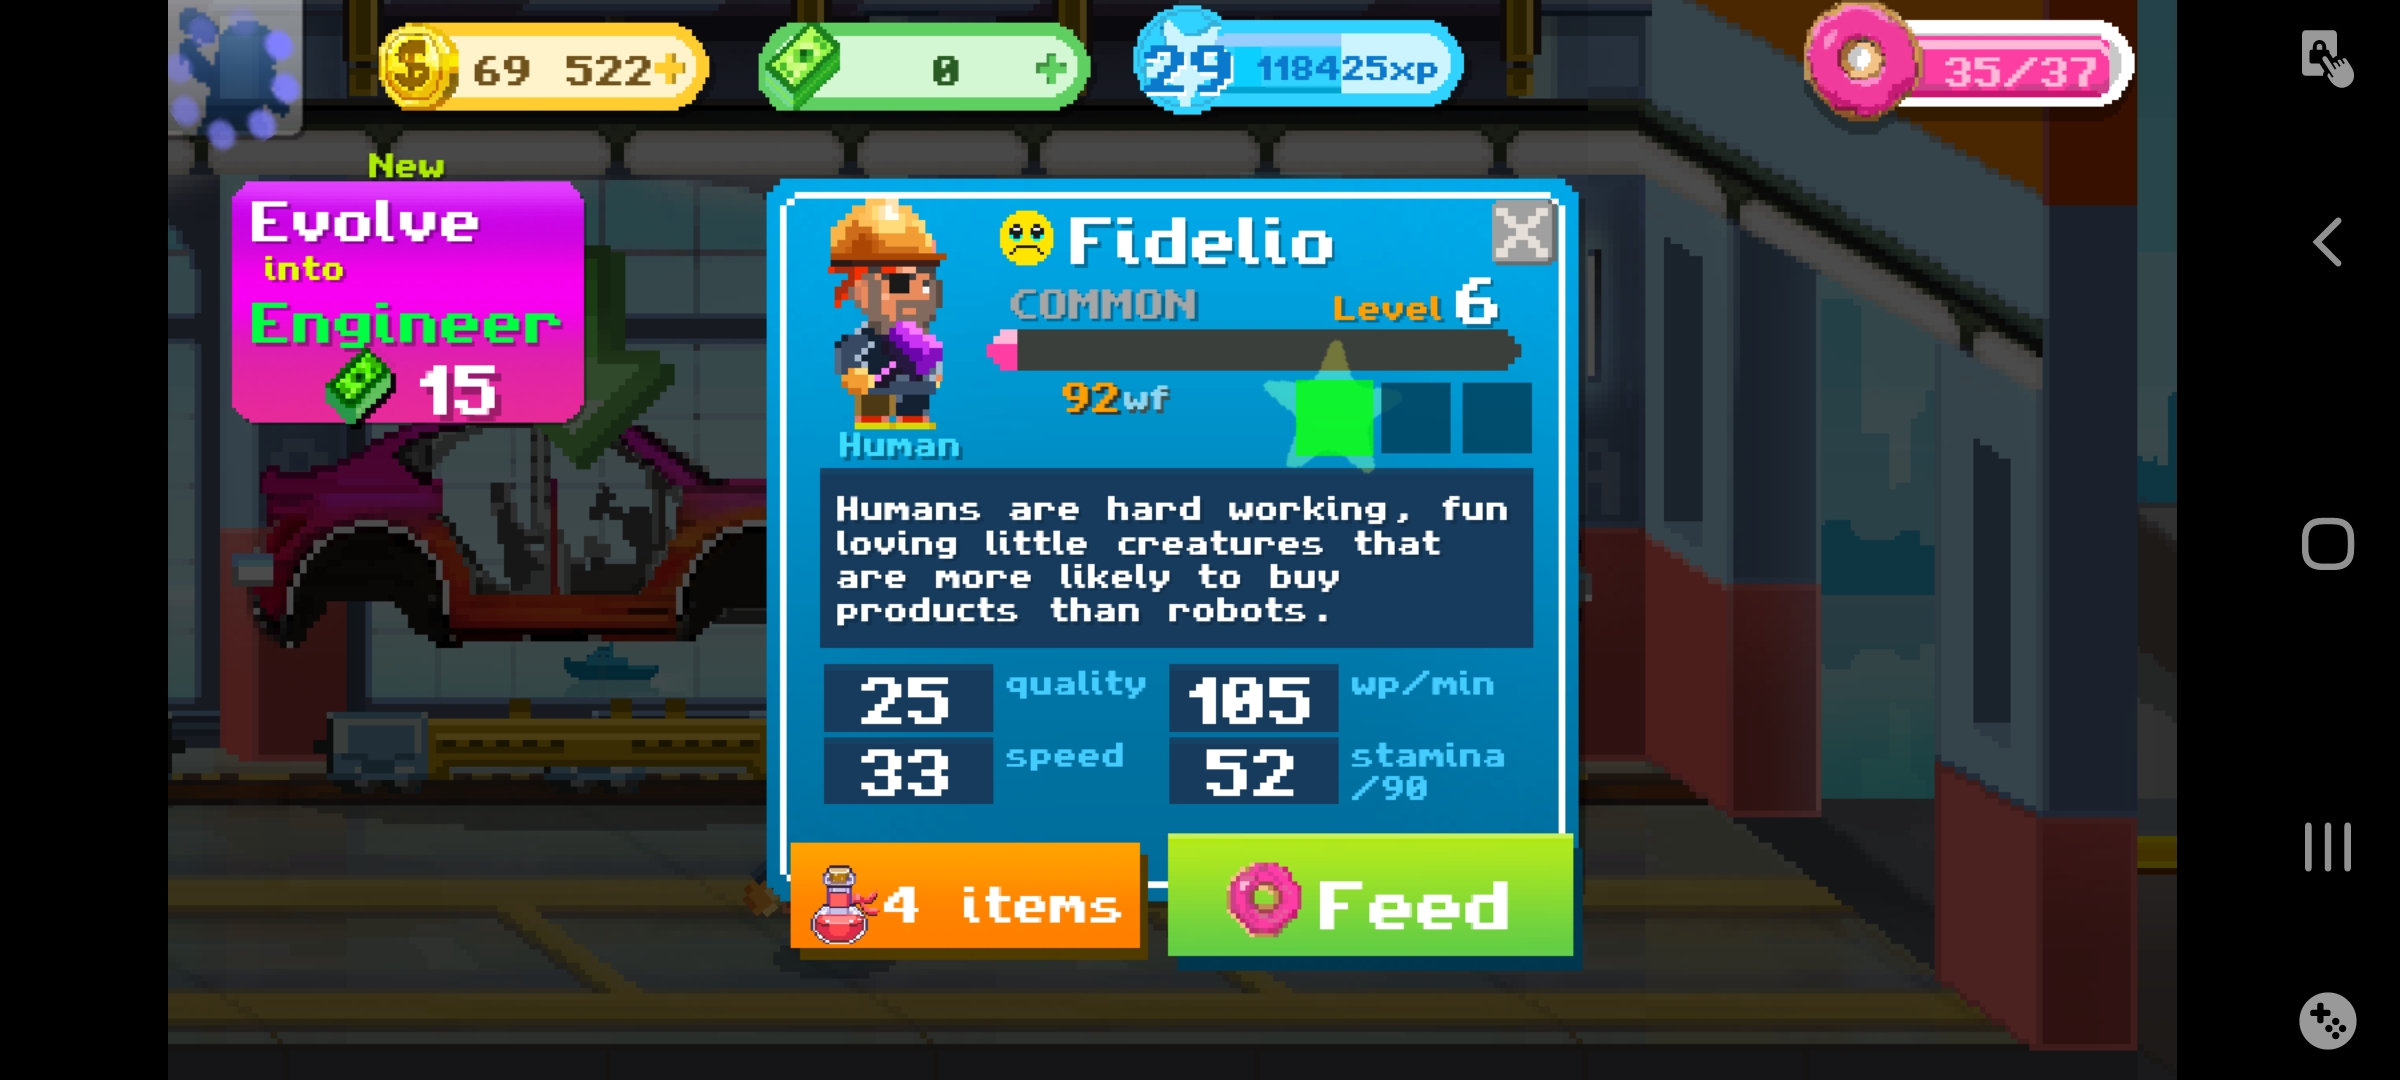 69 522+
0 +
29 118425xp
35/37
New
Evolve
into
Engineer
15
Fidelio
COMMON Level 6
92wf
Human
Humans are hard working, fun
loving little creatures that
are more likely to buy
products than robots.
25 quality 105 wp/min
33 speed 52 stamina
/90
4 items Feed